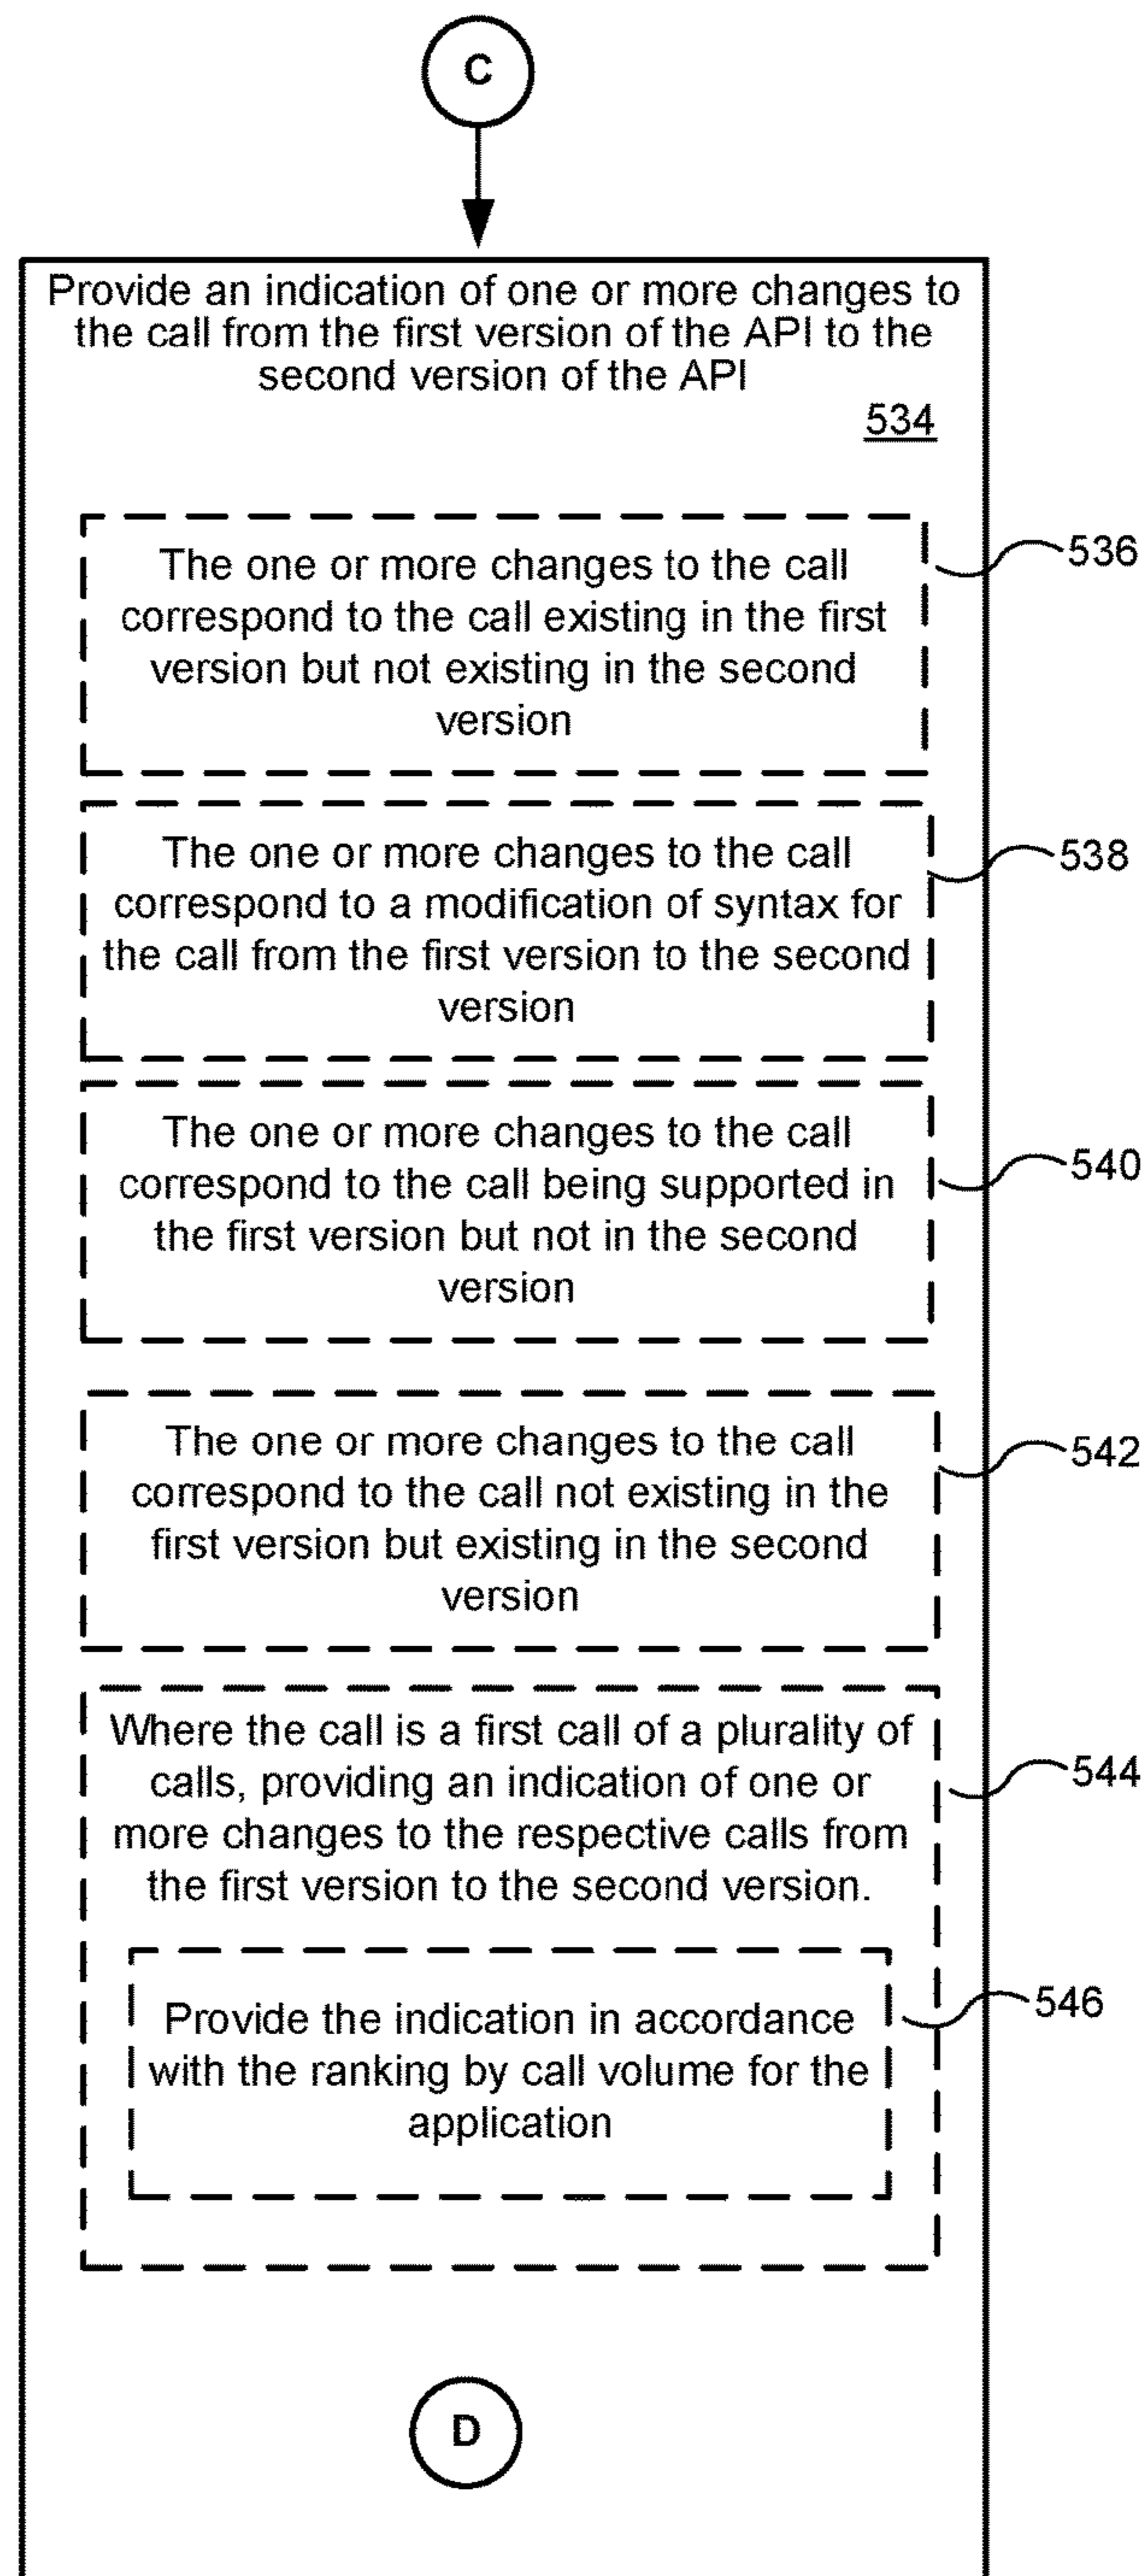 C
Provide an indication of one or more changes to
the call from the first version of the API to the
second version of the API
534
The one or more changes to the call
correspond to the call existing in the first
version but not existing in the second
version
536
The one or more changes to the call
correspond to a modification of syntax for
the call from the first version to the second
version
538
The one or more changes to the call
correspond to the call being supported in
the first version but not in the second
version
540
The one or more changes to the call
correspond to the call not existing in the
first version but existing in the second
version
542
Where the call is a first call of a plurality of
calls, providing an indication of one or
more changes to the respective calls from
the first version to the second version.
544
Provide the indication in accordance
with the ranking by call volume for the
application
546
D